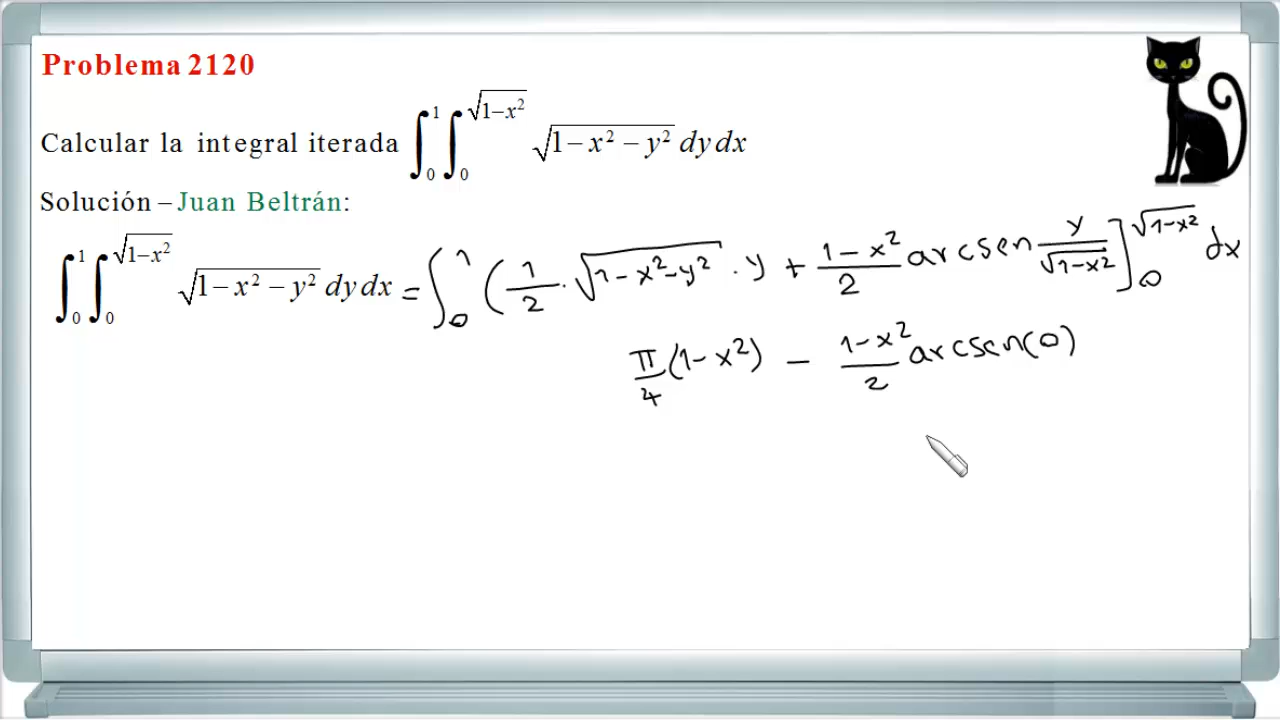 Problema 2120
Calcular la integral iterada ∫₀¹ ∫₀^√(1−x²) √(1−x²−y²) dy dx
Solución – Juan Beltrán:
∫₀¹ ∫₀^√(1−x²) √(1−x²−y²) dy dx = ∫₀¹ (1/2 · √(1−x²−y²) · y + (1−x²)/2 arcsen y/√(1−x²)]₀^√(1−x²) dx
π/4 (1−x²) − (1−x²)/2 arcsen(0)